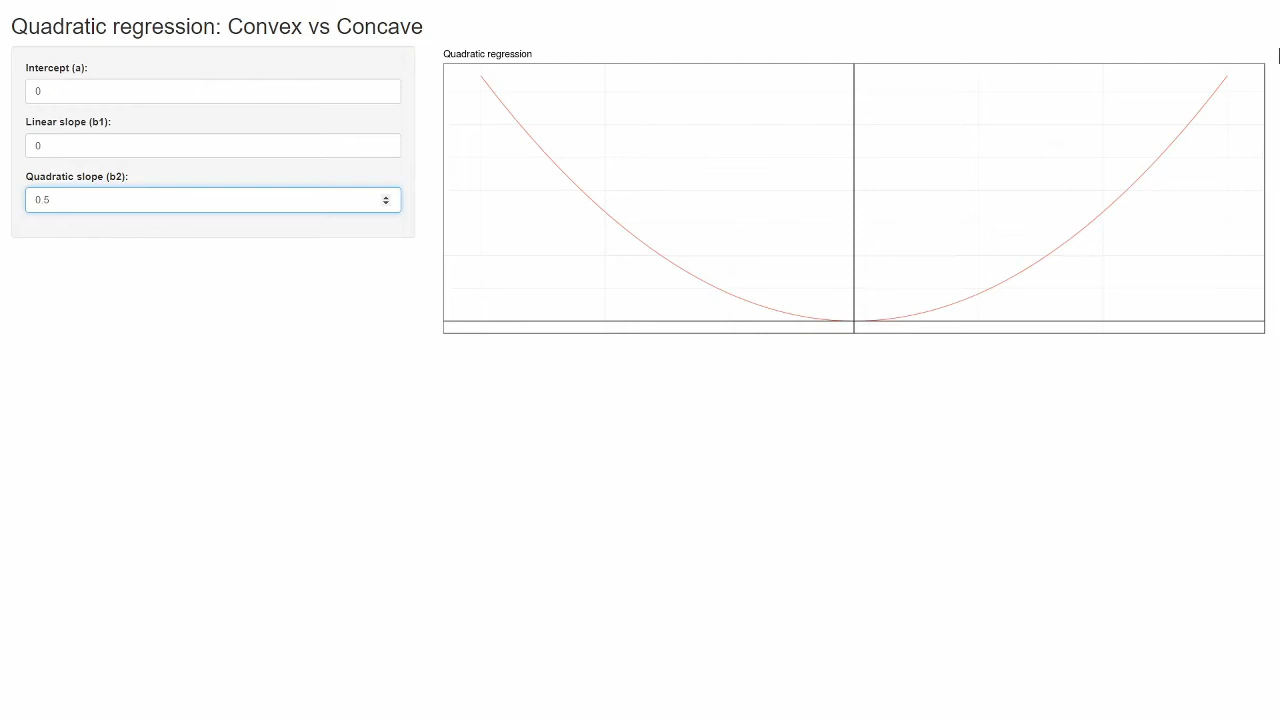 Quadratic regression: Convex vs Concave
Intercept (a):
0
Linear slope (b1):
0
Quadratic slope (b2):
0.5
Quadratic regression